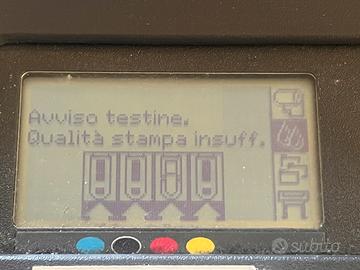 Avviso testine.
Qualità stampa insuff.
subito